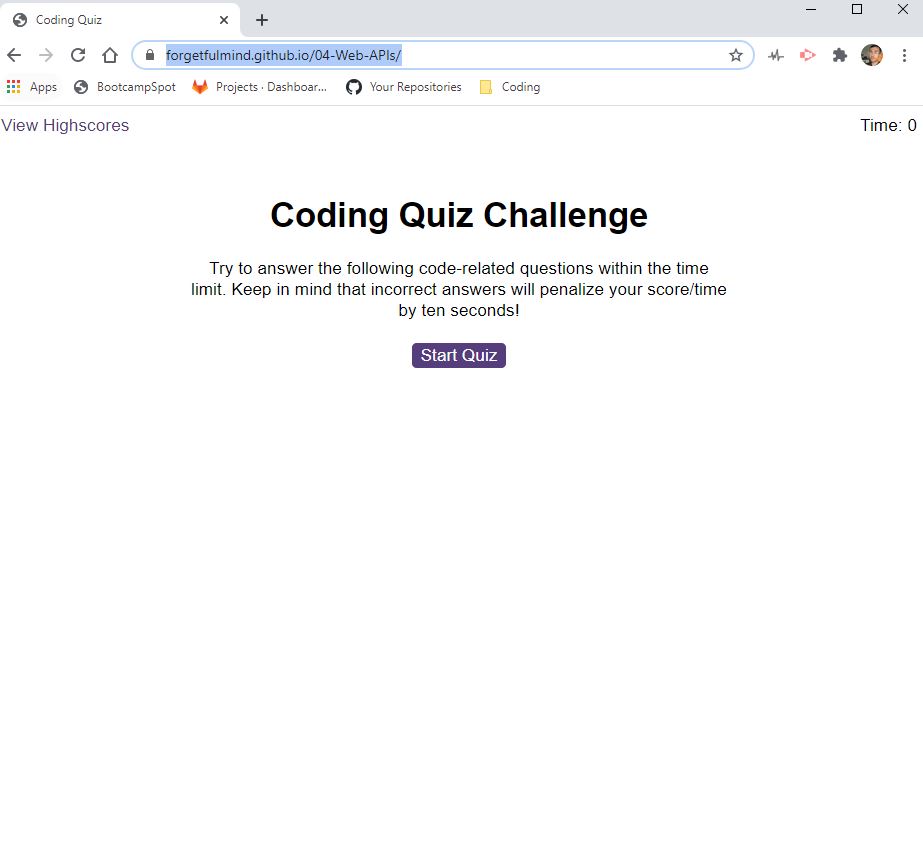 Coding Quiz
forgetfulmind.github.io/04-Web-APIs/
Apps BootcampSpot Projects · Dashboar... Your Repositories Coding
View Highscores Time: 0
Coding Quiz Challenge
Try to answer the following code-related questions within the time
limit. Keep in mind that incorrect answers will penalize your score/time
by ten seconds!
Start Quiz